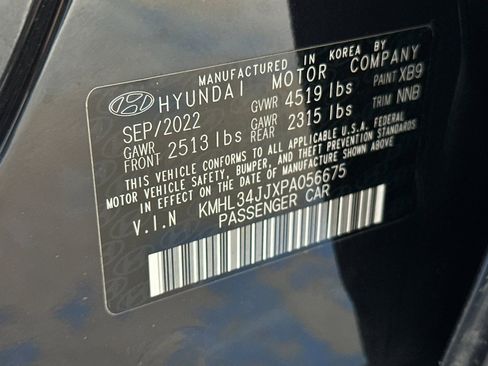 MANUFACTURED IN KOREA BY
HYUNDAI MOTOR COMPANY
SEP/2022 GVWR 4519 lbs PAINT XB9
GAWR FRONT 2513 lbs GAWR REAR 2315 lbs TRIM NNB
THIS VEHICLE CONFORMS TO ALL APPLICABLE U.S.A. FEDERAL
MOTOR VEHICLE SAFETY, BUMPER, AND THEFT PREVENTION STANDARDS
IN EFFECT ON THE DATE OF MANUFACTURE SHOWN ABOVE.
V.I.N KMHL34JJXPA056675
PASSENGER CAR